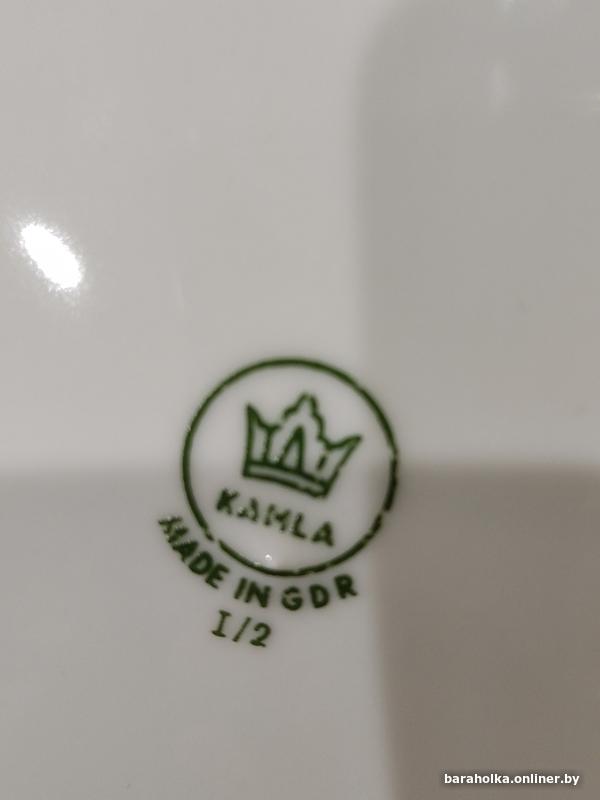 KAHLA
MADE IN GDR
I/2
baraholka.onliner.by